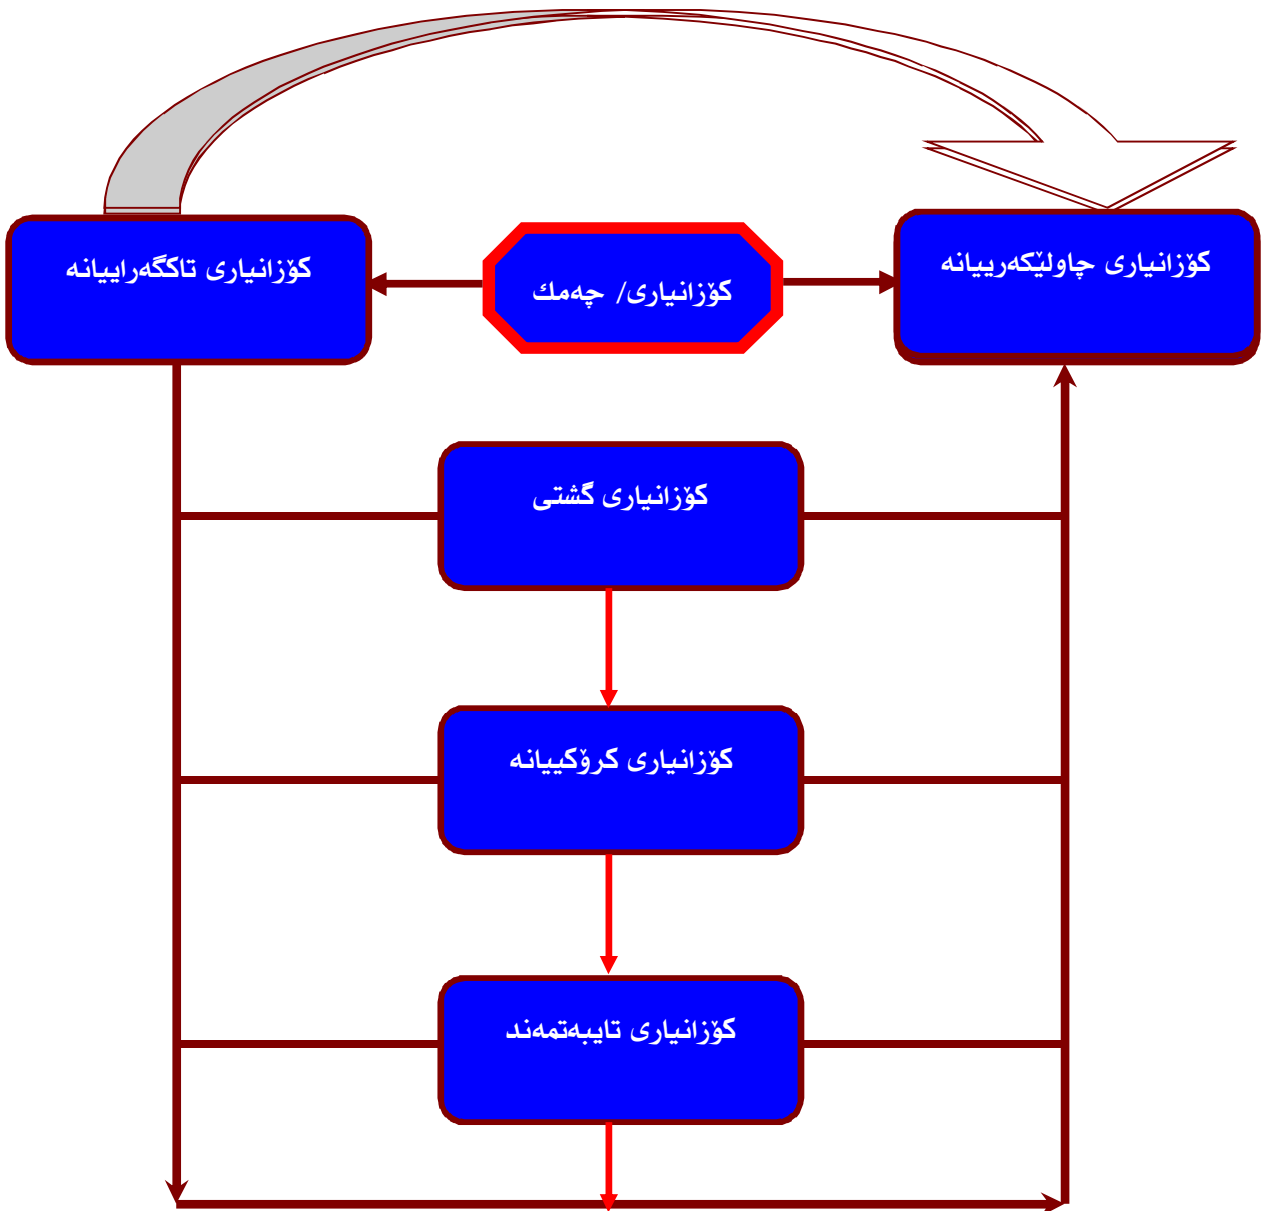 كۆزانیاری چاولێكەرییانە
كۆزانیاری/ چەمك
كۆزانیاری تاكگەراییانە
كۆزانیاری گشتی
كۆزانیاری كرۆكییانە
كۆزانیاری تایبەتمەند